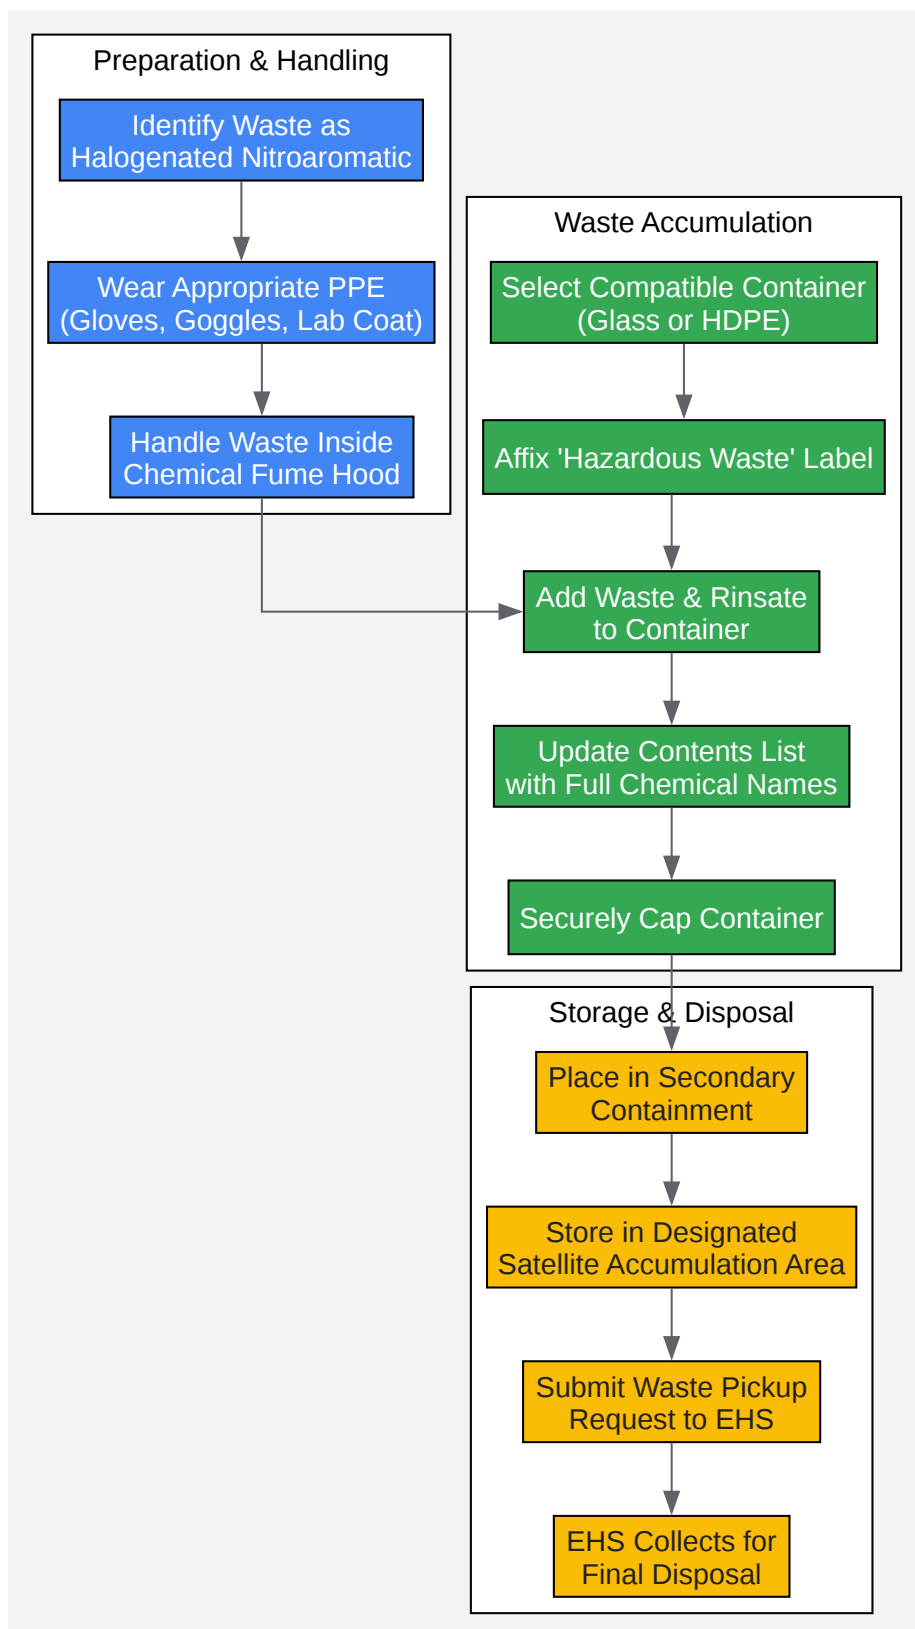 Preparation & Handling
Identify Waste as
Halogenated Nitroaromatic
Wear Appropriate PPE
(Gloves, Goggles, Lab Coat)
Handle Waste Inside
Chemical Fume Hood
Waste Accumulation
Select Compatible Container
(Glass or HDPE)
Affix 'Hazardous Waste' Label
Add Waste & Rinsate
to Container
Update Contents List
with Full Chemical Names
Securely Cap Container
Storage & Disposal
Place in Secondary
Containment
Store in Designated
Satellite Accumulation Area
Submit Waste Pickup
Request to EHS
EHS Collects for
Final Disposal